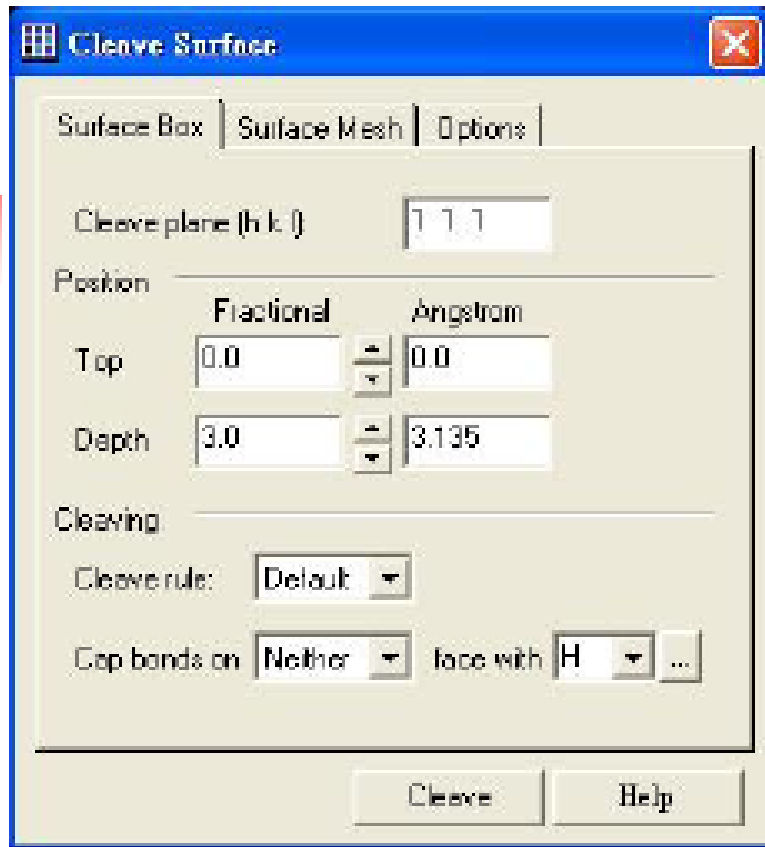 Cleave Surface
Surface Box Surface Mesh Options
Cleave plane (h k l) 1 1 1
Position
Fractional Angstrom
Top 0.0 0.0
Depth 3.0 3.135
Cleaving
Cleave rule: Default
Cap bonds on Neither face with H ...
Cleave Help